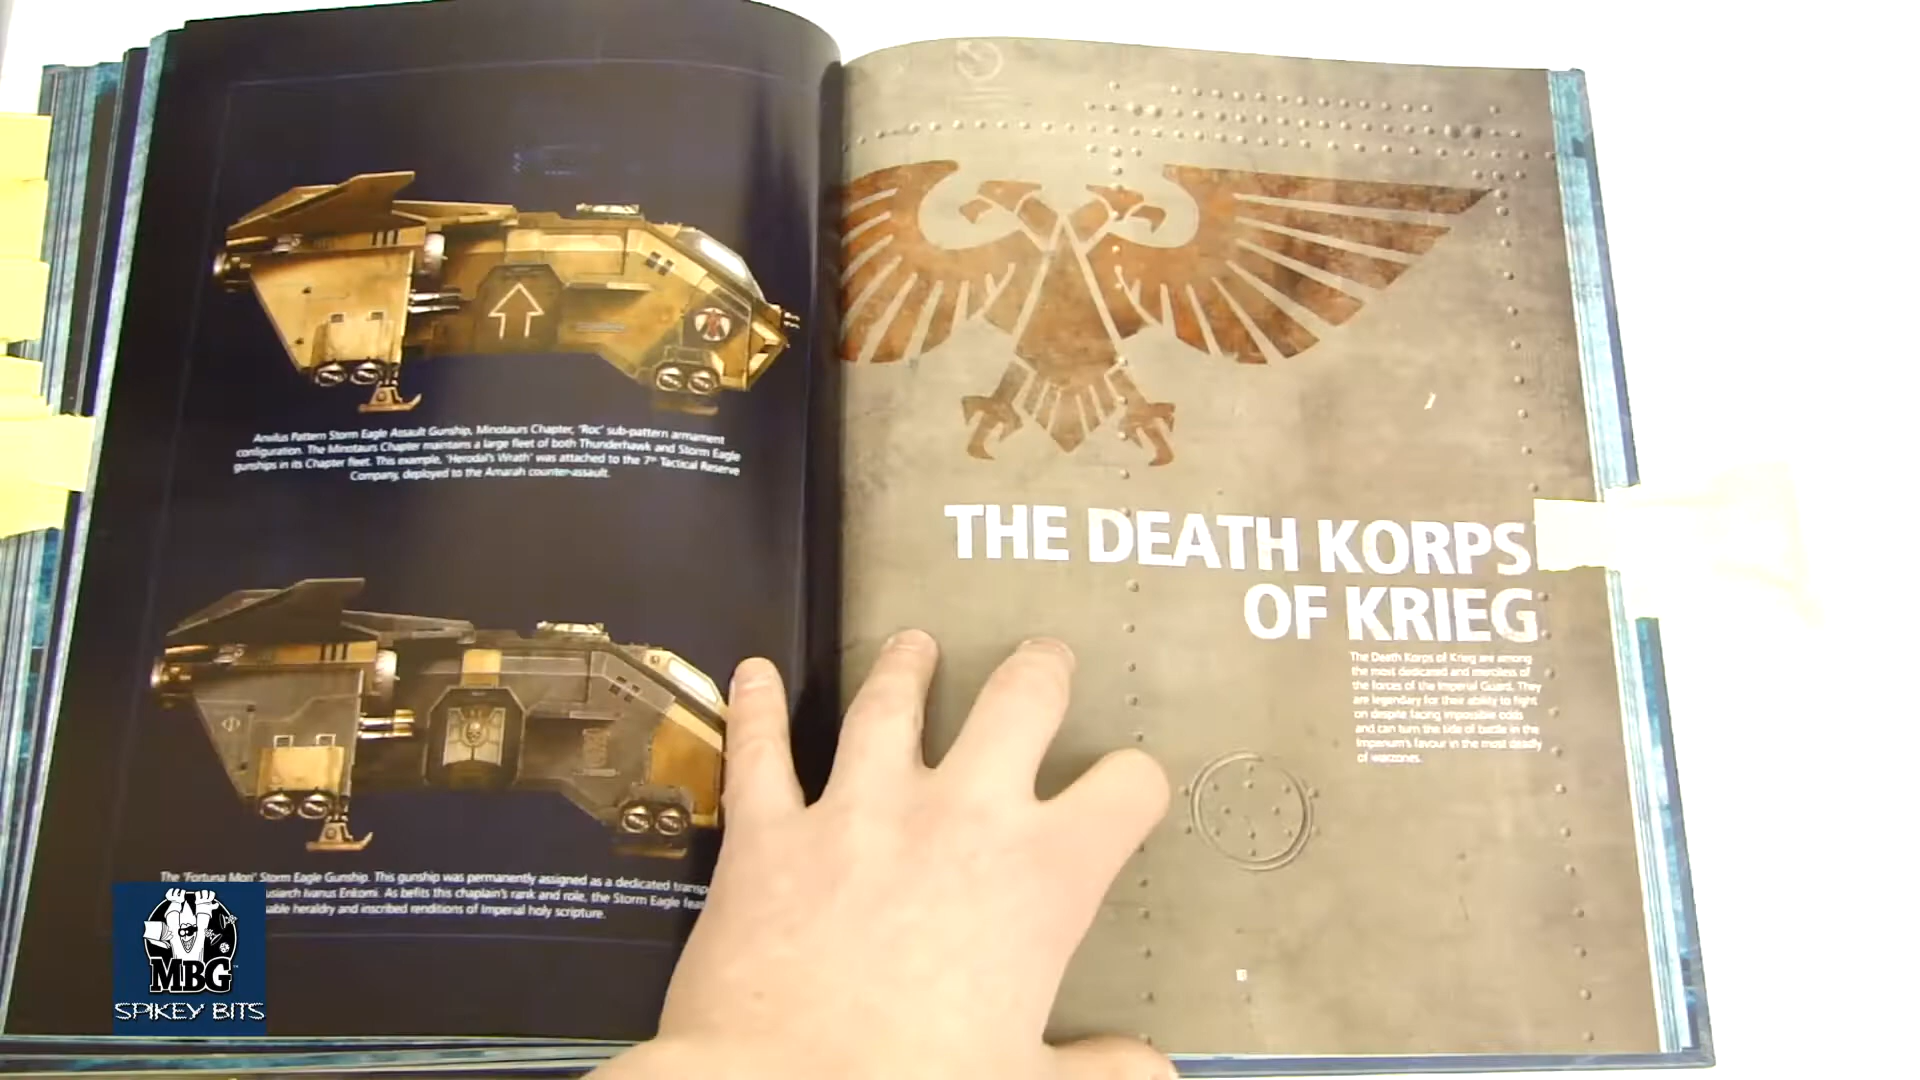 Anvilus Pattern Storm Eagle Assault Gunship, Minotaurs Chapter, 'Roc' sub-pattern armament
configuration. The Minotaurs Chapter maintains a large fleet of both Thunderhawk and Storm Eagle
gunships in its Chapter fleet. This example, 'Herodal's Wrath' was attached to the 7th Tactical Reserve
Company, deployed to the Amarah counter-assault.
The 'Fortuna Mori' Storm Eagle Gunship. This gunship was permanently assigned as a dedicated
Ivanus Enkomi. As befits this chaplain's rank and role, the Storm Eagle
heraldry and inscribed renditions of Imperial holy scripture.
THE DEATH KORPS
OF KRIEG
The Death Korps of Krieg are among
the most dedicated and merciless of
the forces of the Imperial Guard. They
are legendary for their ability to fight
on despite facing impossible odds
and can turn the tide of battle in the
Imperium's favour in the most deadly
of warzones.
MBG
SPIKEY BITS